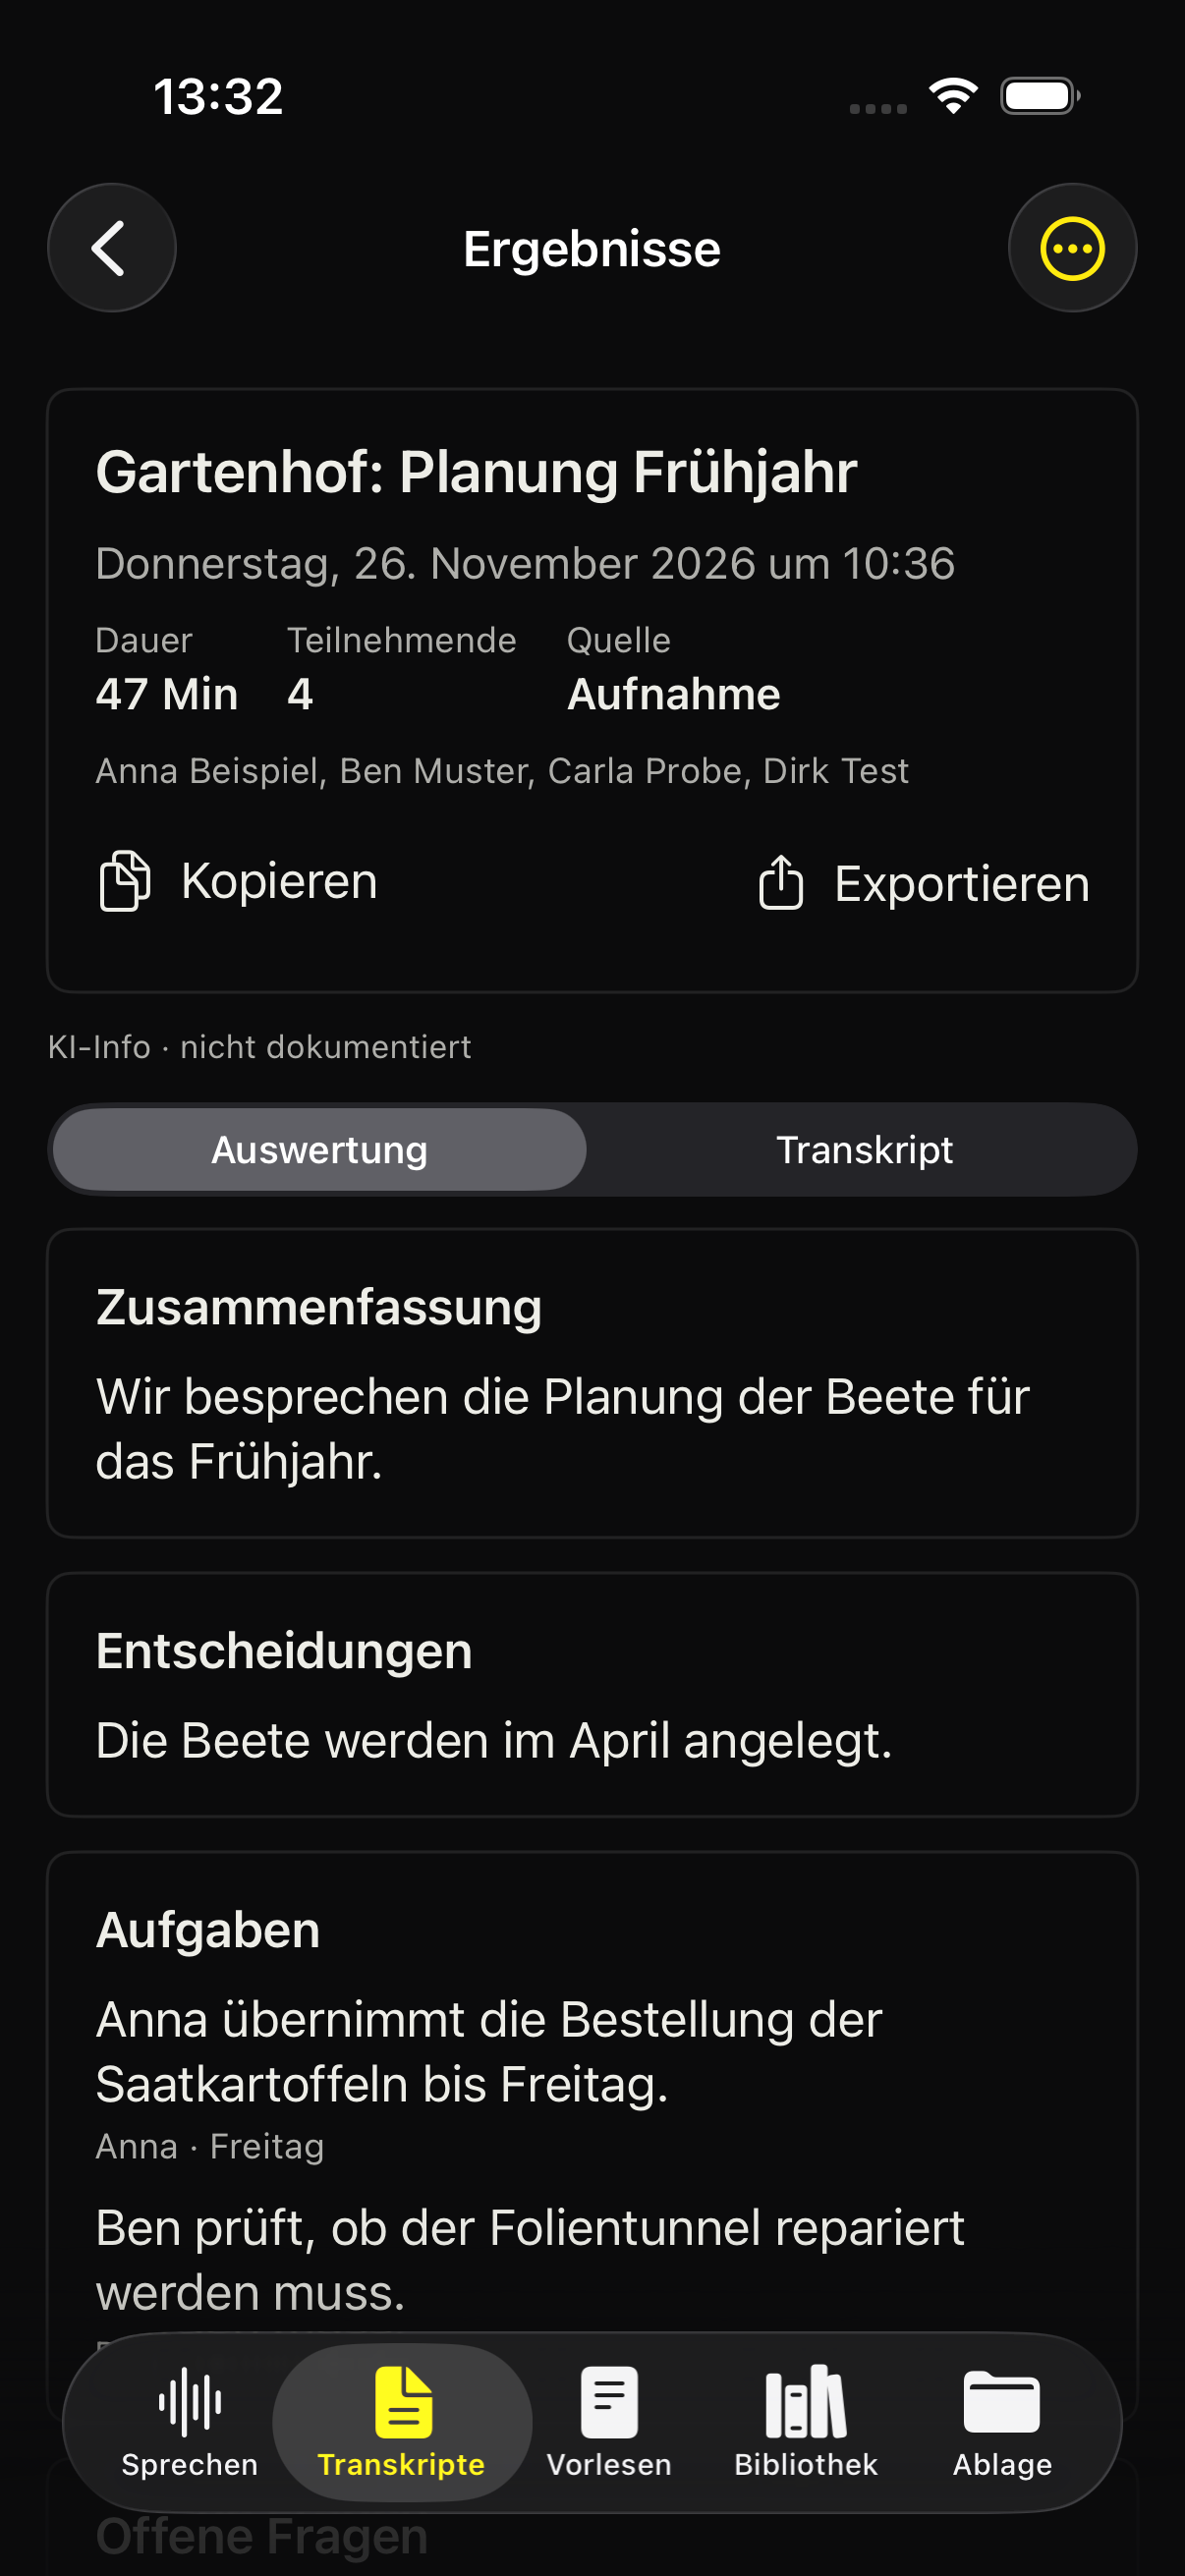 13:32
Ergebnisse
Gartenhof: Planung Frühjahr
Donnerstag, 26. November 2026 um 10:36
Dauer Teilnehmende Quelle
47 Min 4 Aufnahme
Anna Beispiel, Ben Muster, Carla Probe, Dirk Test
Kopieren Exportieren
KI-Info · nicht dokumentiert
Auswertung Transkript
Zusammenfassung
Wir besprechen die Planung der Beete für
das Frühjahr.
Entscheidungen
Die Beete werden im April angelegt.
Aufgaben
Anna übernimmt die Bestellung der
Saatkartoffeln bis Freitag.
Anna · Freitag
Ben prüft, ob der Folientunnel repariert
werden muss.
Sprechen Transkripte Vorlesen Bibliothek Ablage
Offene Fragen